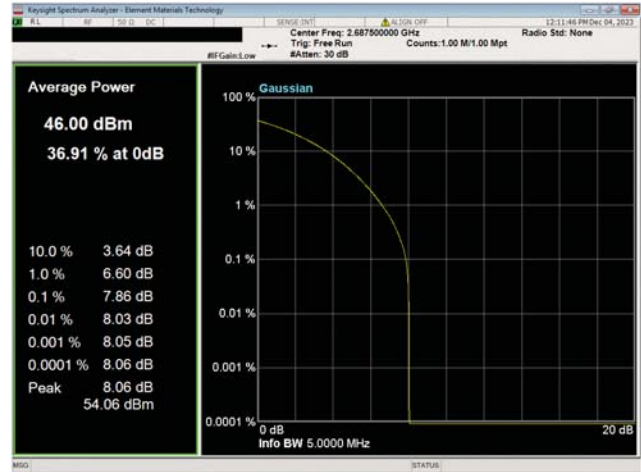 Keysight Spectrum Analyzer - Element Materials Technology
RL RF 50 Ω DC SENSE:INT ALIGN OFF 12:11:46 PM Dec 04, 2023
Center Freq: 2.687500000 GHz Radio Std: None
Trig: Free Run Counts:1.00 M/1.00 Mpt
#IFGain:Low #Atten: 30 dB
Average Power
46.00 dBm
36.91 % at 0dB
10.0 % 3.64 dB
1.0 % 6.60 dB
0.1 % 7.86 dB
0.01 % 8.03 dB
0.001 % 8.05 dB
0.0001 % 8.06 dB
Peak 8.06 dB
54.06 dBm
Gaussian
100 %
10 %
1 %
0.1 %
0.01 %
0.001 %
0.0001 %
0 dB 20 dB
Info BW 5.0000 MHz
MSG STATUS